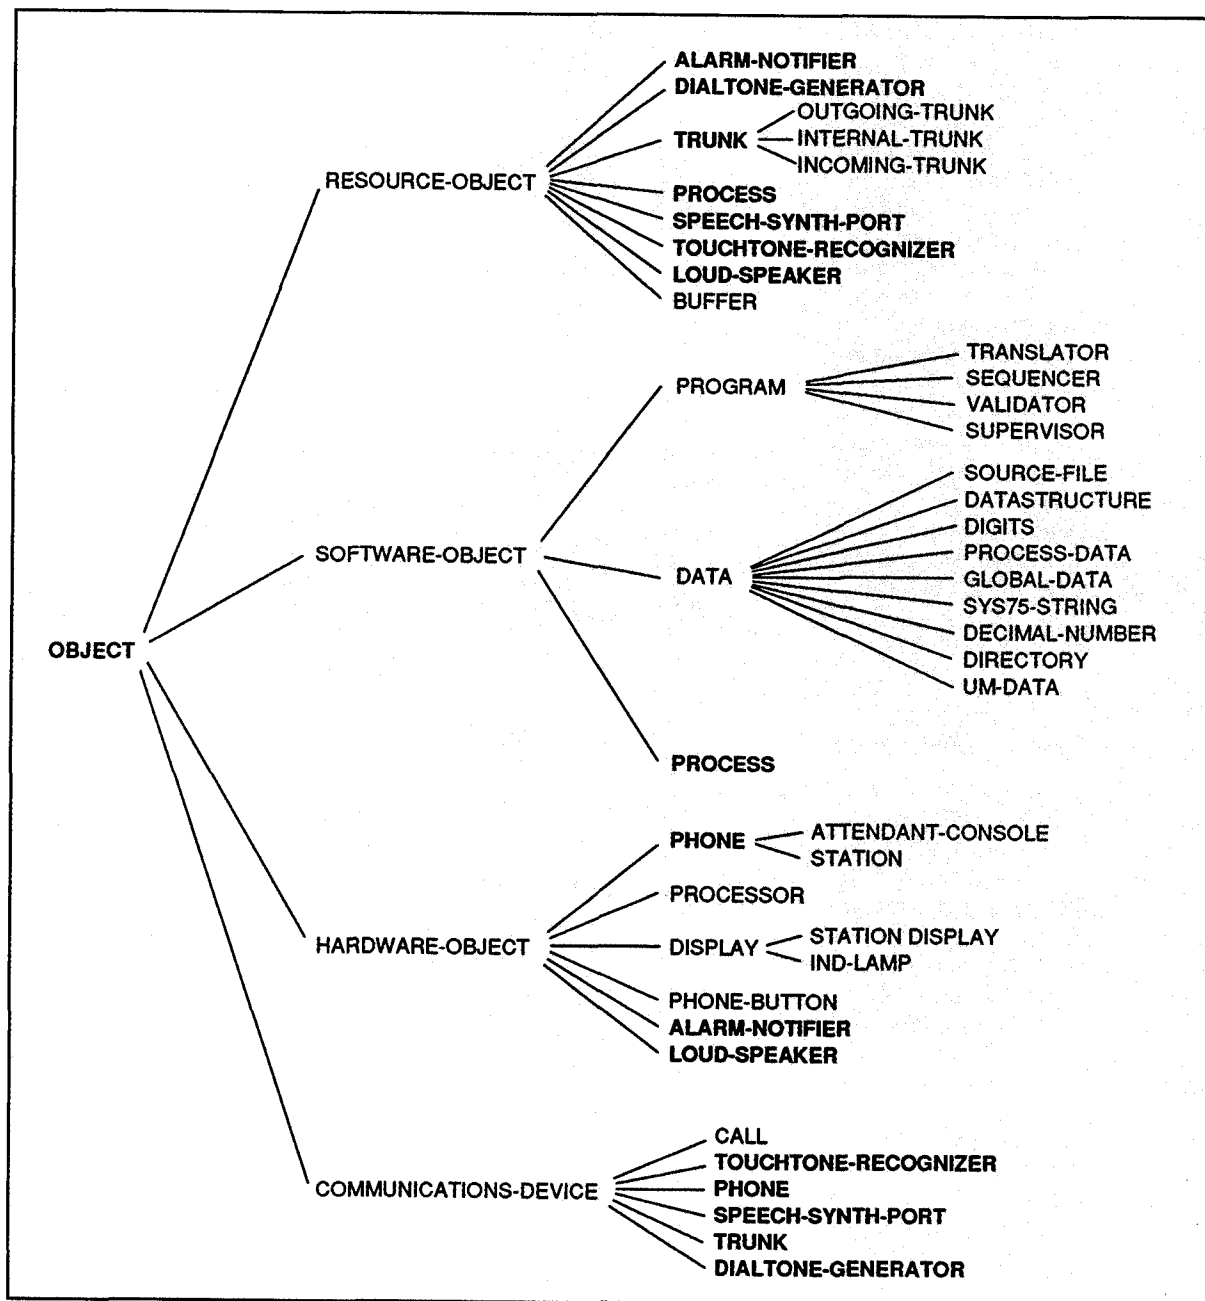 ALARM-NOTIFIER
DIALTONE-GENERATOR
OUTGOING-TRUNK
TRUNK
INTERNAL-TRUNK
INCOMING-TRUNK
RESOURCE-OBJECT
PROCESS
SPEECH-SYNTH-PORT
TOUCHTONE-RECOGNIZER
LOUD-SPEAKER
BUFFER
TRANSLATOR
PROGRAM
SEQUENCER
VALIDATOR
SUPERVISOR
SOURCE-FILE
DATASTRUCTURE
DIGITS
SOFTWARE-OBJECT
PROCESS-DATA
DATA
GLOBAL-DATA
SYS75-STRING
DECIMAL-NUMBER
OBJECT
DIRECTORY
UM-DATA
PROCESS
PHONE
ATTENDANT-CONSOLE
STATION
PROCESSOR
HARDWARE-OBJECT
DISPLAY
STATION DISPLAY
IND-LAMP
PHONE-BUTTON
ALARM-NOTIFIER
LOUD-SPEAKER
CALL
TOUCHTONE-RECOGNIZER
COMMUNICATIONS-DEVICE
PHONE
SPEECH-SYNTH-PORT
TRUNK
DIALTONE-GENERATOR